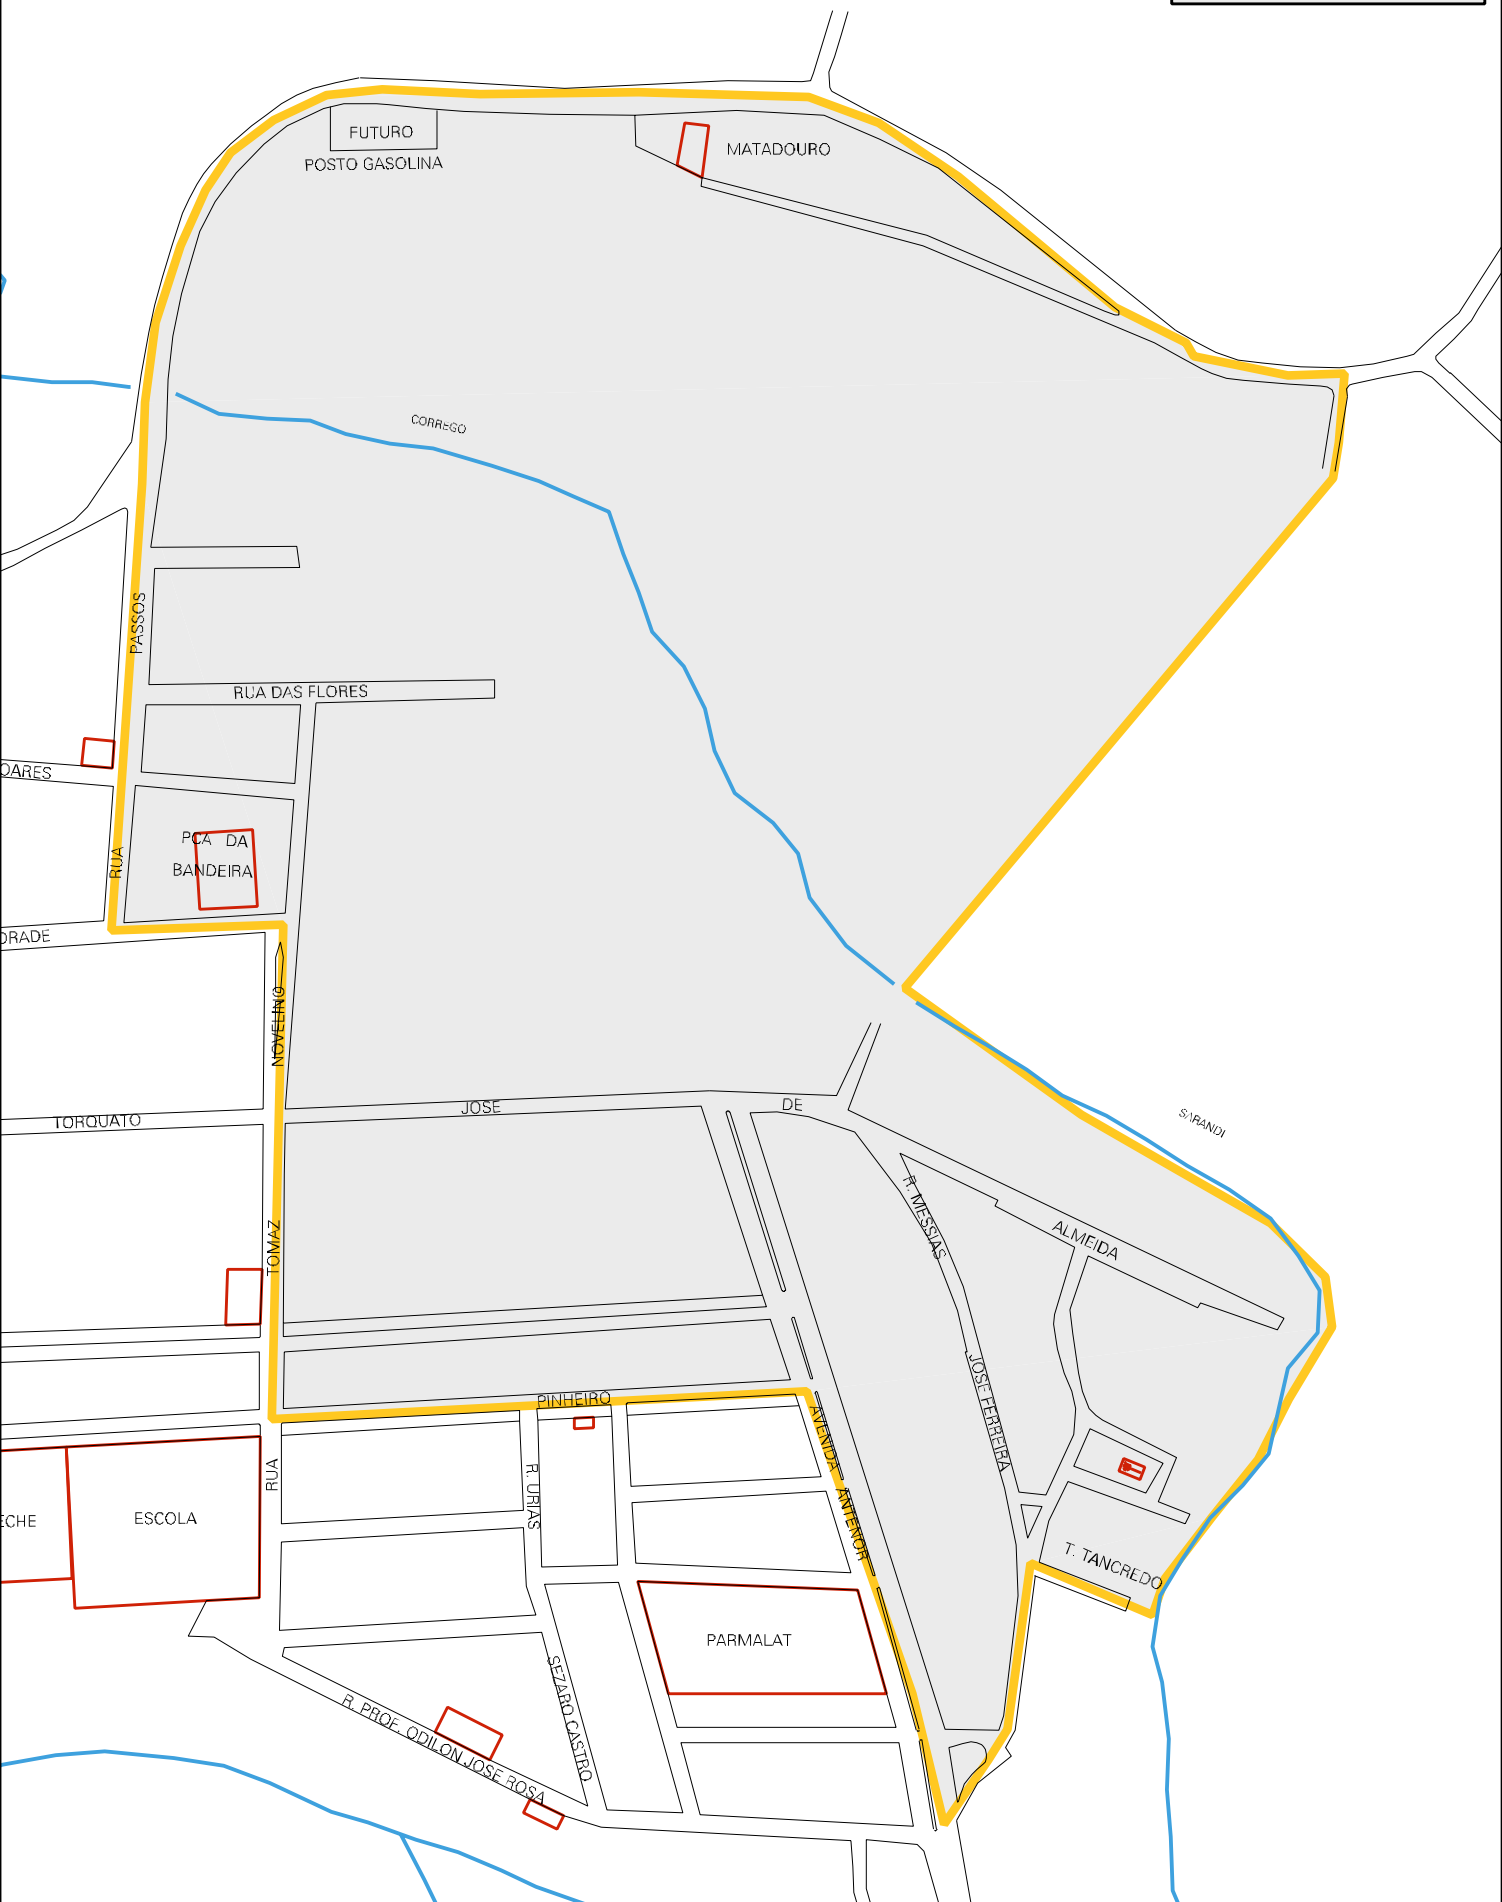 FUTURO
POSTO GASOLINA
MATADOURO
CORREGO
PASSOS
RUA DAS FLORES
OARES
PCA DA
BANDEIRA
RUA
DRADE
NOVELINO
TORQUATO
JOSE
DE
SARANDI
R. MESSIAS
ALMEIDA
TOMAZ
JOSE FERREIRA
PINHEIRO
AVENIDA
ANTENOR
RUA
R. URIAS
ECHE
ESCOLA
T. TANCREDO
PARMALAT
SEZARO CASTRO
R. PROF. ODILON JOSE ROSA